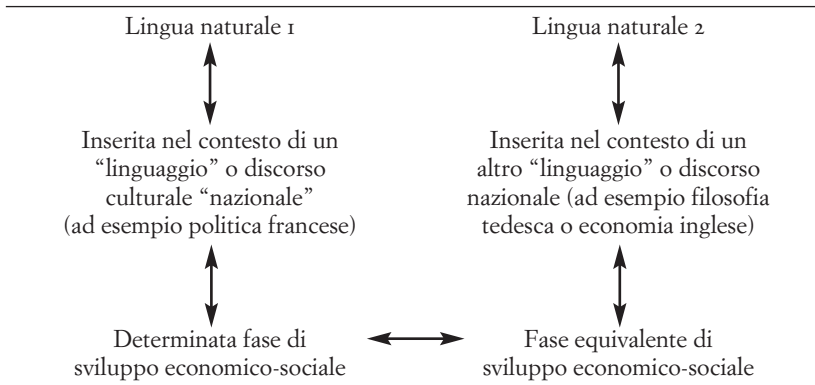 Lingua naturale 1
Lingua naturale 2
Inserita nel contesto di un
“linguaggio” o discorso
culturale “nazionale”
(ad esempio politica francese)
Inserita nel contesto di un
altro “linguaggio” o discorso
nazionale (ad esempio filosofia
tedesca o economia inglese)
Determinata fase di
sviluppo economico-sociale
Fase equivalente di
sviluppo economico-sociale